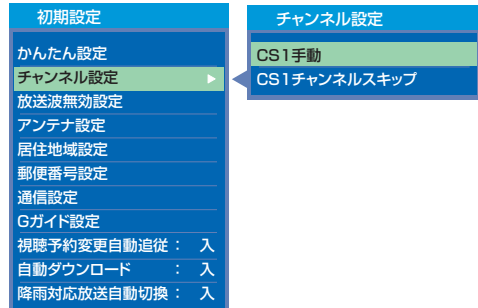 初期設定
かんたん設定
チャンネル設定
放送波無効設定
アンテナ設定
居住地域設定
郵便番号設定
通信設定
Gガイド設定
視聴予約変更自動追従： 入
自動ダウンロード ： 入
降雨対応放送自動切換： 入
チャンネル設定
CS1手動
CS1チャンネルスキップ